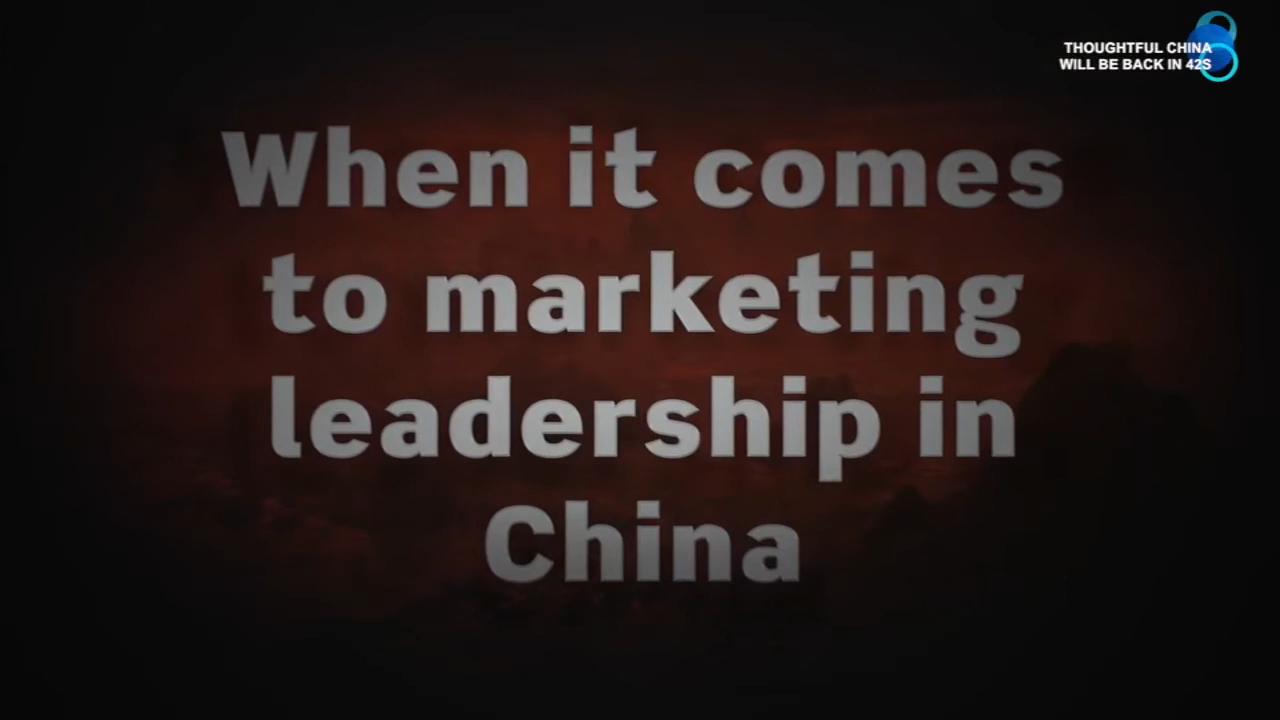 THOUGHTFUL CHINA
WILL BE BACK IN 42S
When it comes
to marketing
leadership in
China